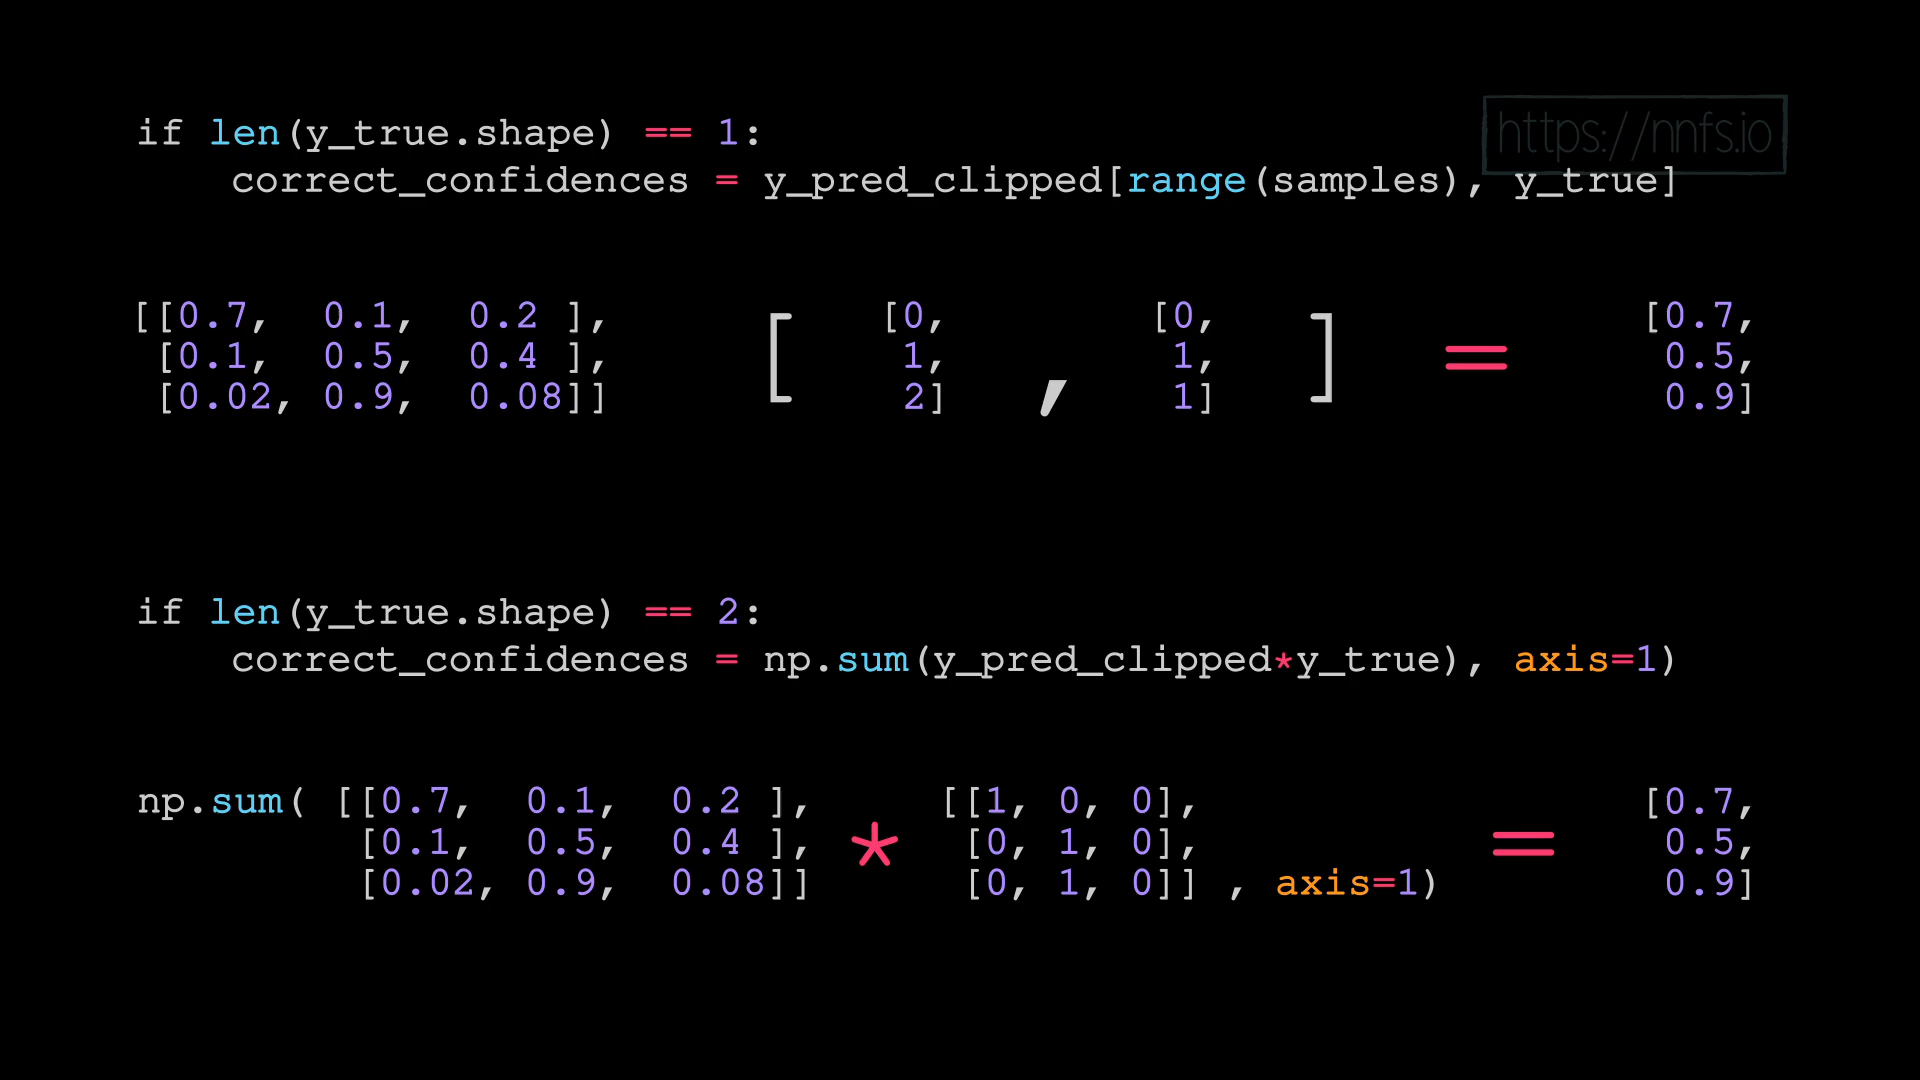 https://nnfs.io
if len(y_true.shape) == 1:
    correct_confidences = y_pred_clipped[range(samples), y_true]
[[0.7, 0.1, 0.2 ], [ [0, , [0, ] = [0.7,
[0.1, 0.5, 0.4 ], 1, 1, 0.5,
[0.02, 0.9, 0.08]] 2] 1] 0.9]
if len(y_true.shape) == 2:
    correct_confidences = np.sum(y_pred_clipped*y_true), axis=1)
np.sum( [[0.7, 0.1, 0.2 ], * [[1, 0, 0], = [0.7,
[0.1, 0.5, 0.4 ], [0, 1, 0], 0.5,
[0.02, 0.9, 0.08]] [0, 1, 0]] , axis=1) 0.9]